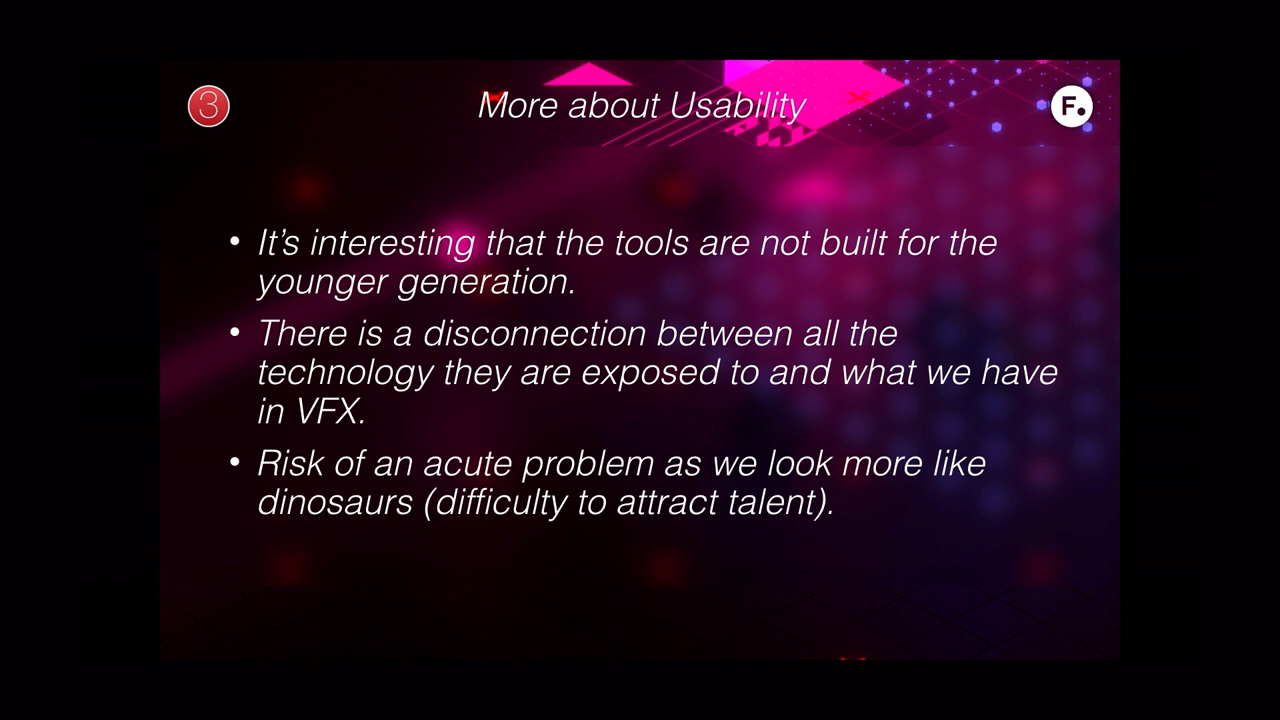 3
More about Usability
F.
• It’s interesting that the tools are not built for the
younger generation.
• There is a disconnection between all the
technology they are exposed to and what we have
in VFX.
• Risk of an acute problem as we look more like
dinosaurs (difficulty to attract talent).